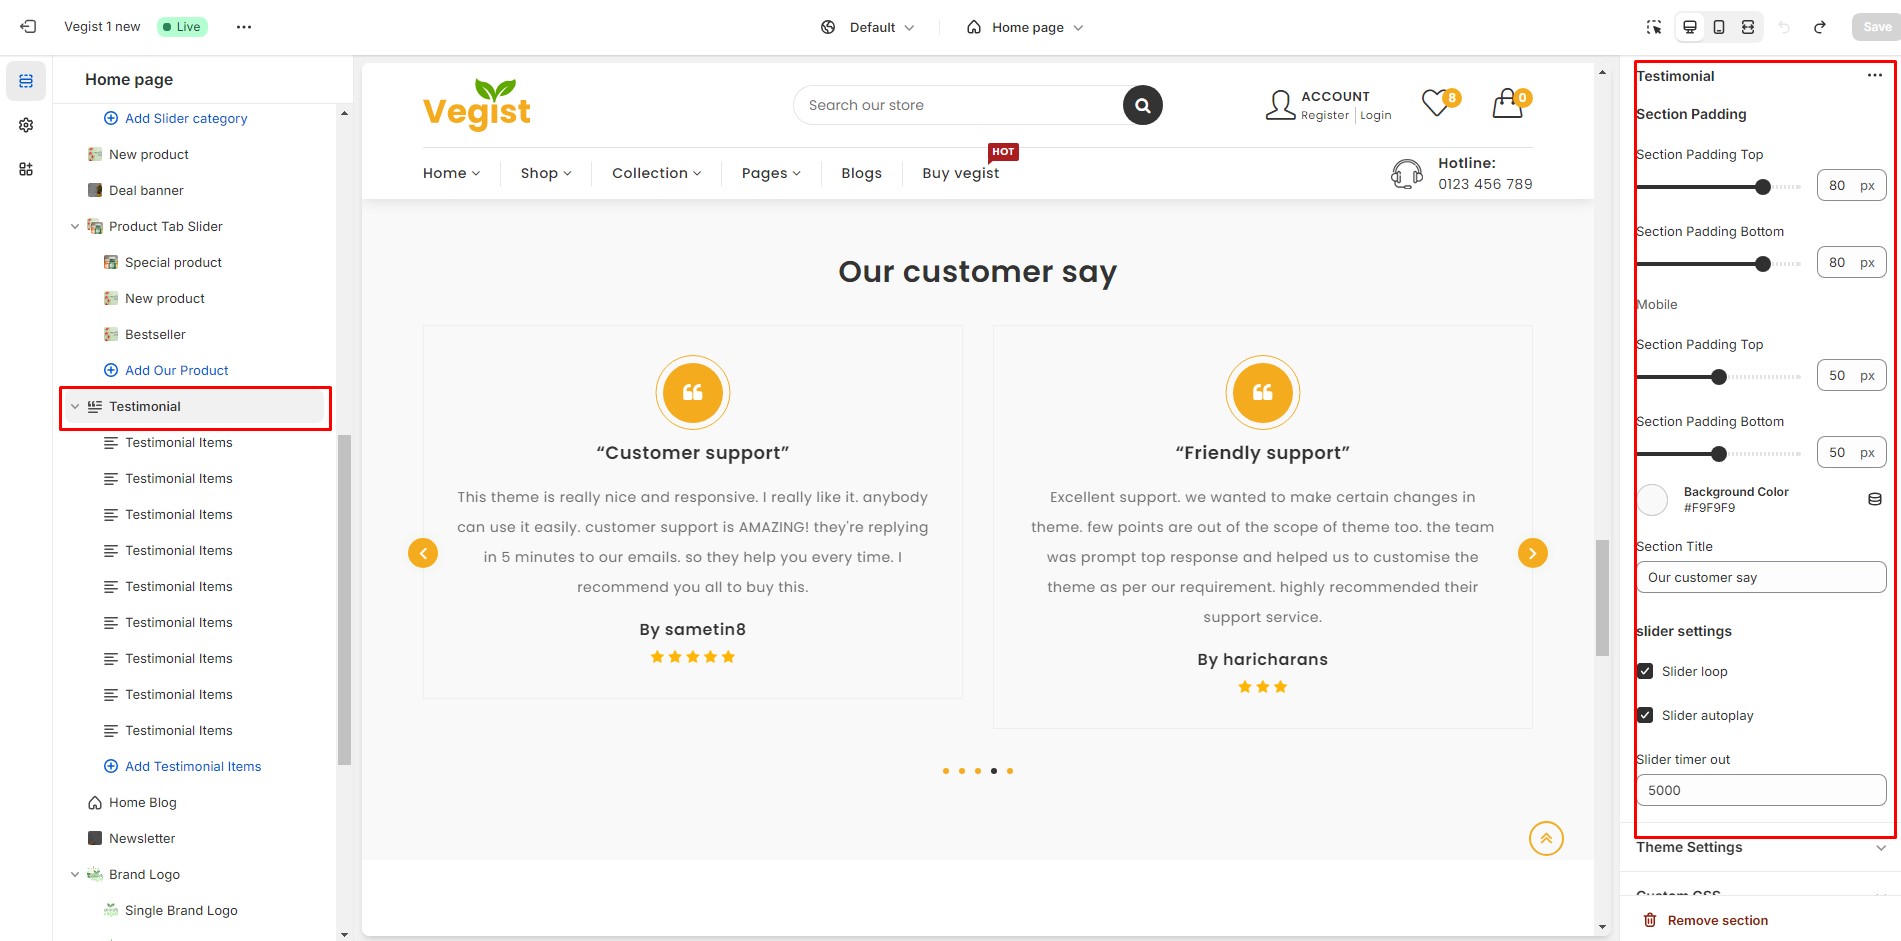 Vegist 1 new
Live
Default
Home page
Save
Home page
Add Slider category
New product
Deal banner
Product Tab Slider
Special product
New product
Bestseller
Add Our Product
Testimonial
Testimonial Items
Testimonial Items
Testimonial Items
Testimonial Items
Testimonial Items
Testimonial Items
Testimonial Items
Testimonial Items
Testimonial Items
Add Testimonial Items
Home Blog
Newsletter
Brand Logo
Single Brand Logo
Vegist
Search our store
ACCOUNT
Register
Login
8
0
Home
Shop
Collection
Pages
Blogs
Buy vegist
HOT
Hotline:
0123 456 789
Our customer say
“Customer support”
This theme is really nice and responsive. I really like it. anybody
can use it easily. customer support is AMAZING! they're replying
in 5 minutes to our emails. so they help you every time. I
recommend you all to buy this.
By sametin8
“Friendly support”
Excellent support. we wanted to make certain changes in
theme. few points are out of the scope of theme too. the team
was prompt top response and helped us to customise the
theme as per our requirement. highly recommended their
support service.
By haricharans
Testimonial
Section Padding
Section Padding Top
80 px
Section Padding Bottom
80 px
Mobile
Section Padding Top
50 px
Section Padding Bottom
50 px
Background Color
#F9F9F9
Section Title
Our customer say
slider settings
Slider loop
Slider autoplay
Slider timer out
5000
Theme Settings
Custom CSS
Remove section